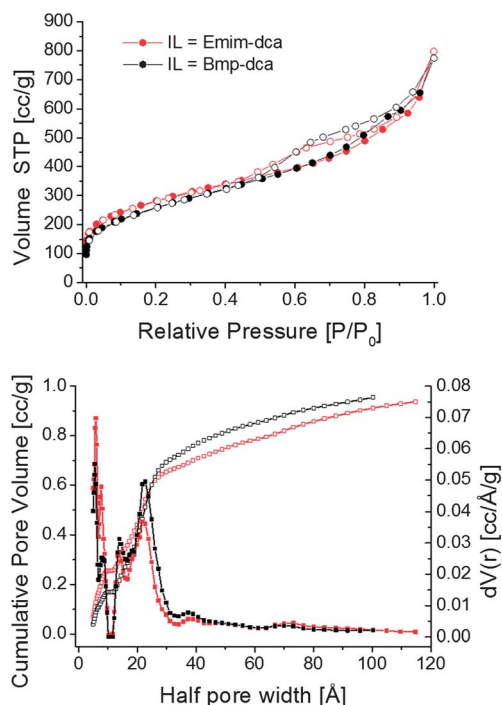 IL = Emim-dca
IL = Bmp-dca
900
800
700
600
500
400
300
200
100
0
Volume STP [cc/g]
0.0 0.2 0.4 0.6 0.8 1.0
Relative Pressure [P/P₀]
1.0
0.8
0.6
0.4
0.2
0.0
Cumulative Pore Volume [cc/g]
0.08
0.07
0.06
0.05
0.04
0.03
0.02
0.01
0.00
dV(r) [cc/Å/g]
0 20 40 60 80 100 120
Half pore width [Å]